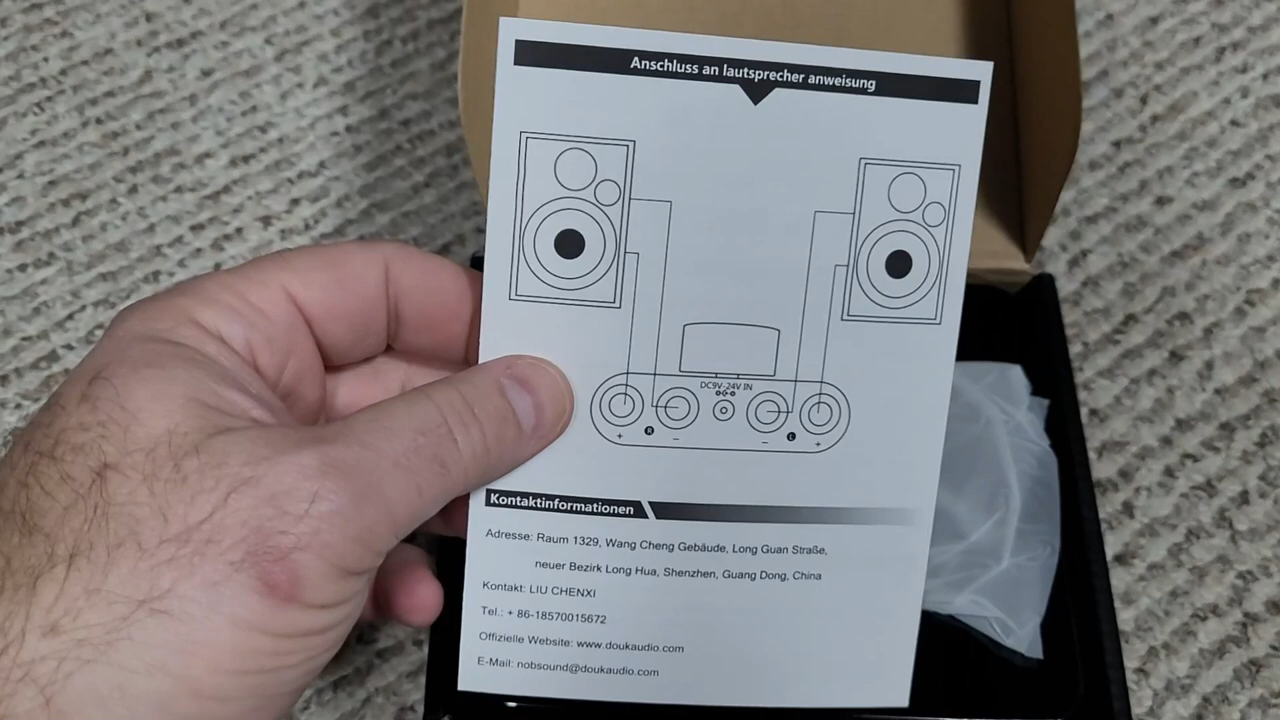 Anschluss an lautsprecher anweisung
DC9V-24V IN
+ R − − L +
Kontaktinformationen
Adresse: Raum 1329, Wang Cheng Gebäude, Long Guan Straße,
neuer Bezirk Long Hua, Shenzhen, Guang Dong, China
Kontakt: LIU CHENXI
Tel.: + 86-18570015672
Offizielle Website: www.doukaudio.com
E-Mail: nobsound@doukaudio.com